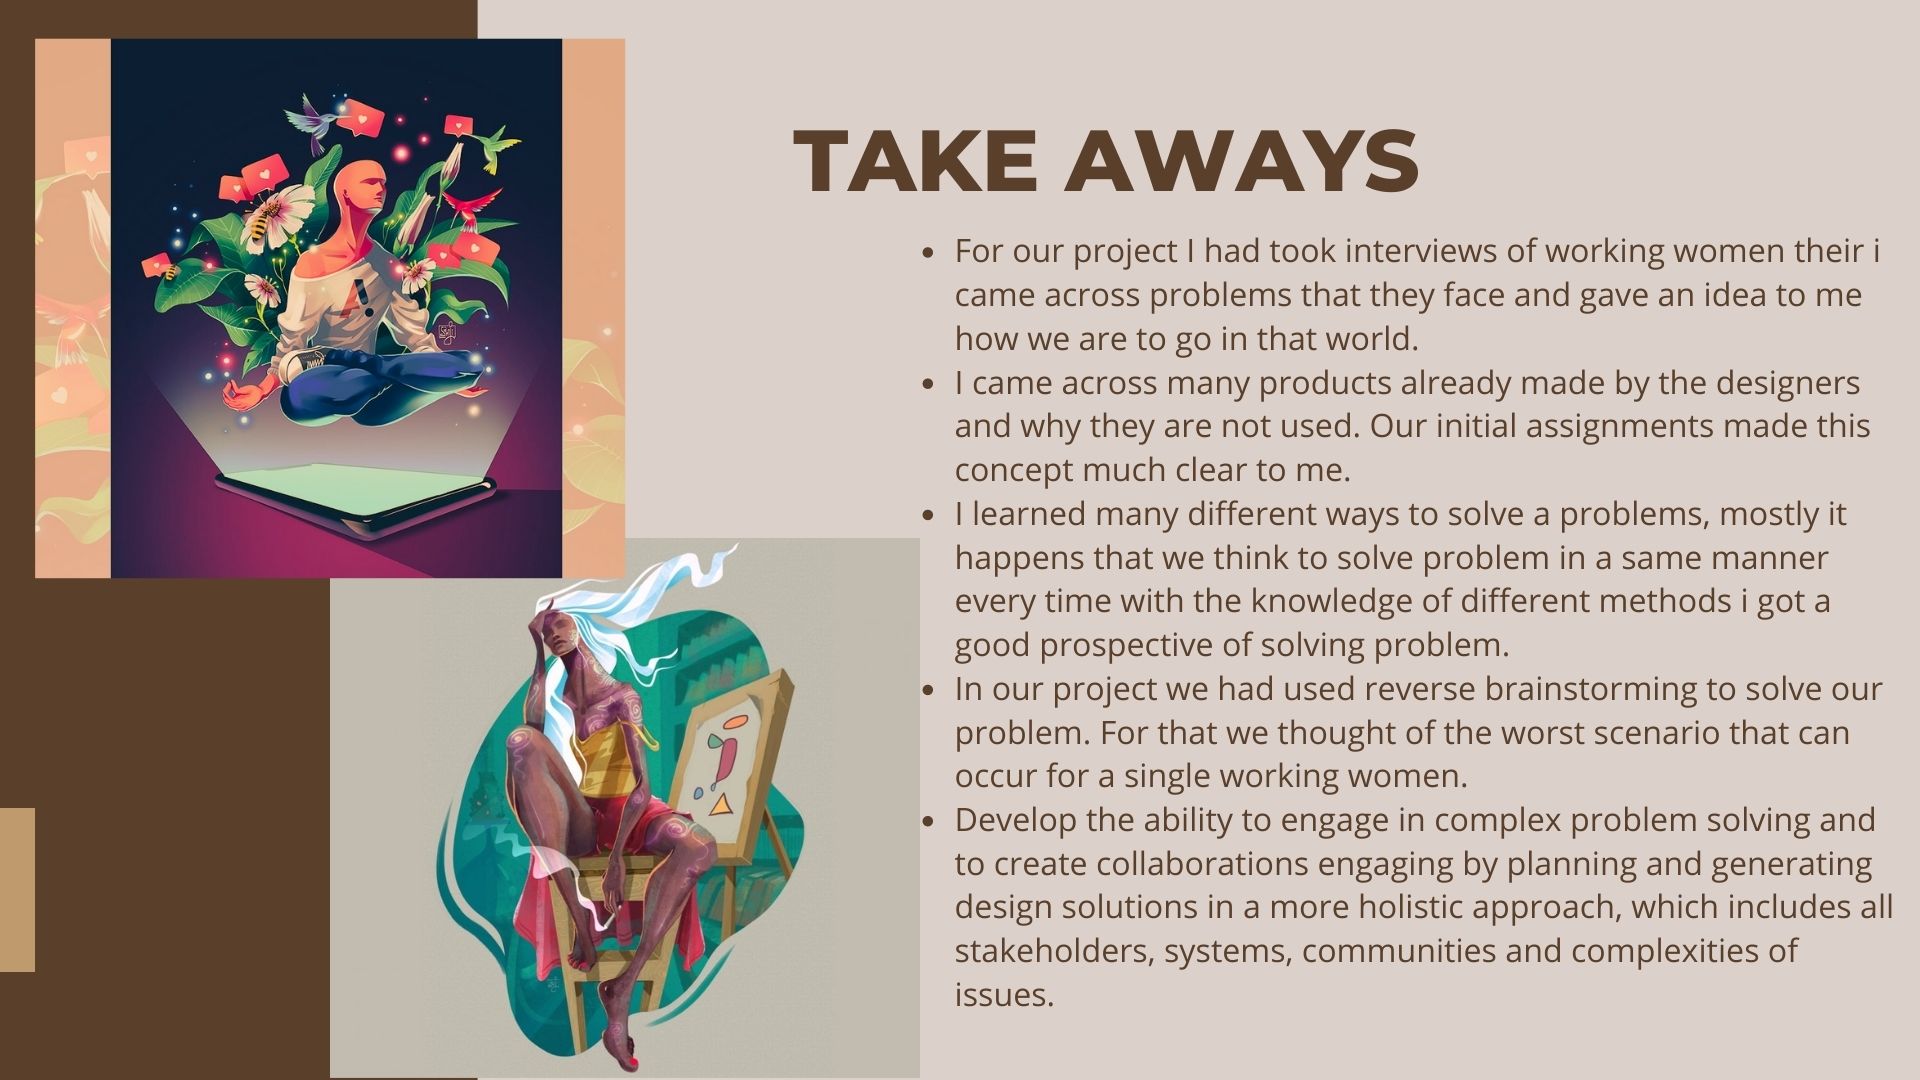 TAKE AWAYS
• For our project I had took interviews of working women their i
came across problems that they face and gave an idea to me
how we are to go in that world.
• I came across many products already made by the designers
and why they are not used. Our initial assignments made this
concept much clear to me.
• I learned many different ways to solve a problems, mostly it
happens that we think to solve problem in a same manner
every time with the knowledge of different methods i got a
good prospective of solving problem.
• In our project we had used reverse brainstorming to solve our
problem. For that we thought of the worst scenario that can
occur for a single working women.
• Develop the ability to engage in complex problem solving and
to create collaborations engaging by planning and generating
design solutions in a more holistic approach, which includes all
stakeholders, systems, communities and complexities of
issues.